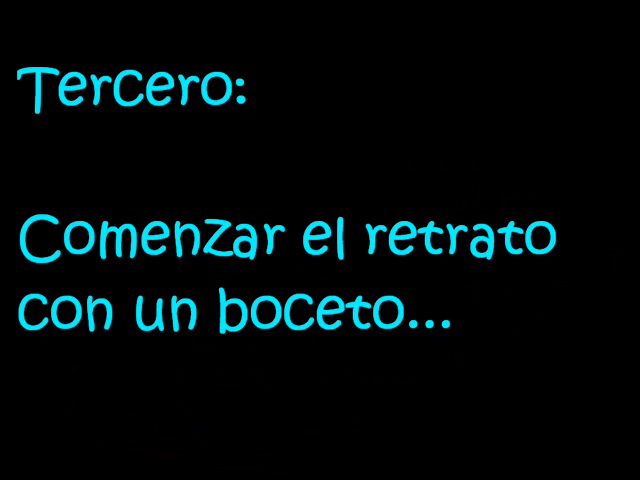 Tercero:
Comenzar el retrato
con un boceto...